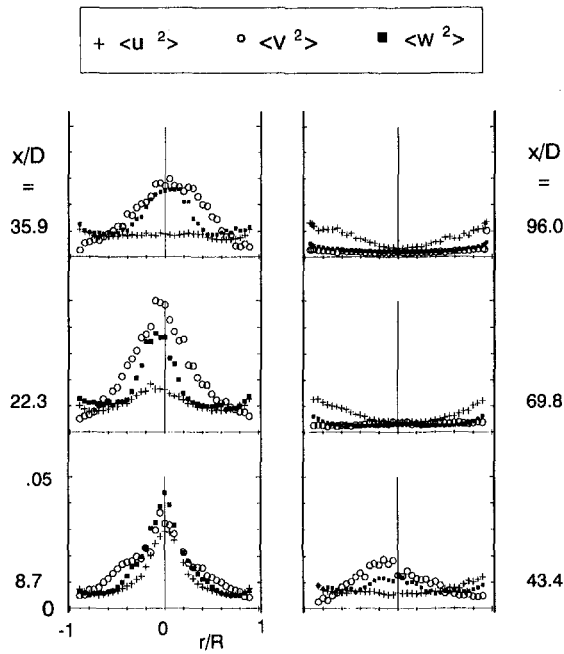 + <u ²> o <v ²> ■ <w ²>
x/D
=
35.9
22.3
.05
8.7
0
-1 0 1
r/R
x/D
=
96.0
69.8
43.4